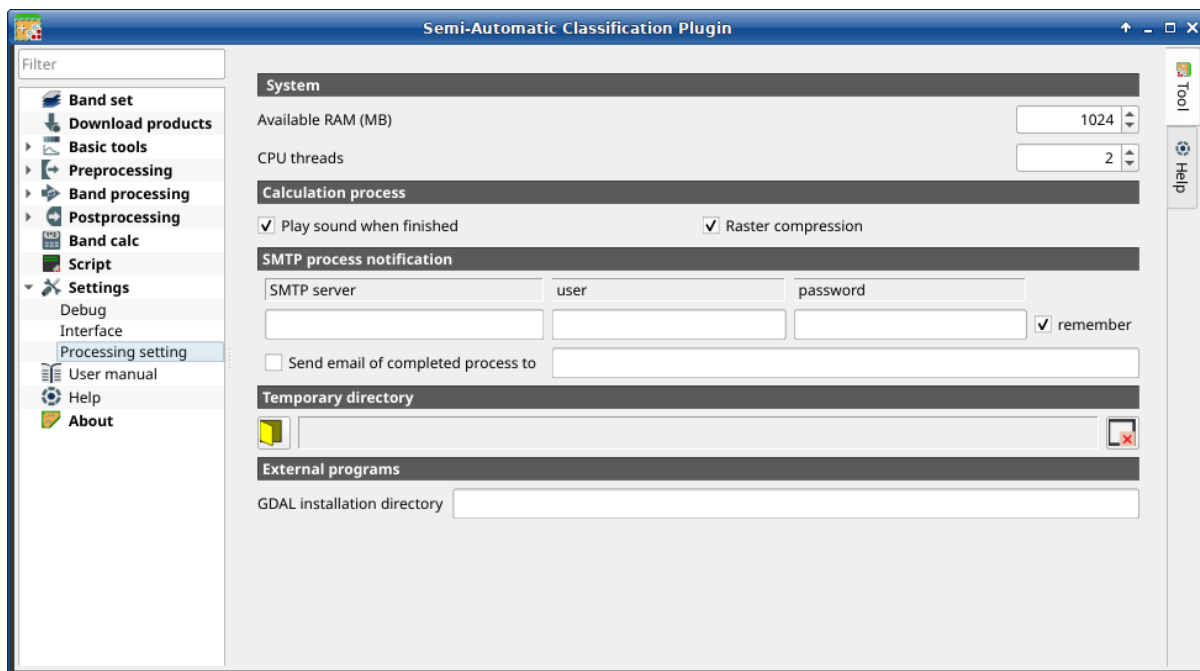 Semi-Automatic Classification Plugin
Filter
Band set
Download products
Basic tools
Preprocessing
Band processing
Postprocessing
Band calc
Script
Settings
Debug
Interface
Processing setting
User manual
Help
About
System
Available RAM (MB) 1024
CPU threads 2
Calculation process
Play sound when finished Raster compression
SMTP process notification
SMTP server user password
remember
Send email of completed process to
Temporary directory
External programs
GDAL installation directory
Tool
Help